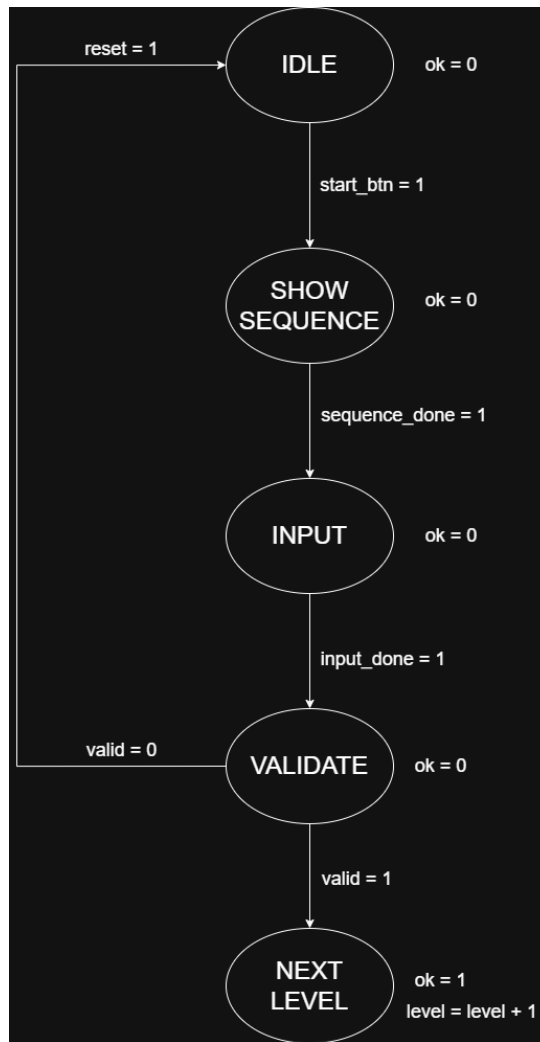 reset = 1
IDLE
ok = 0
start_btn = 1
SHOW
SEQUENCE
ok = 0
sequence_done = 1
INPUT
ok = 0
input_done = 1
valid = 0
VALIDATE
ok = 0
valid = 1
NEXT
LEVEL
ok = 1
level = level + 1